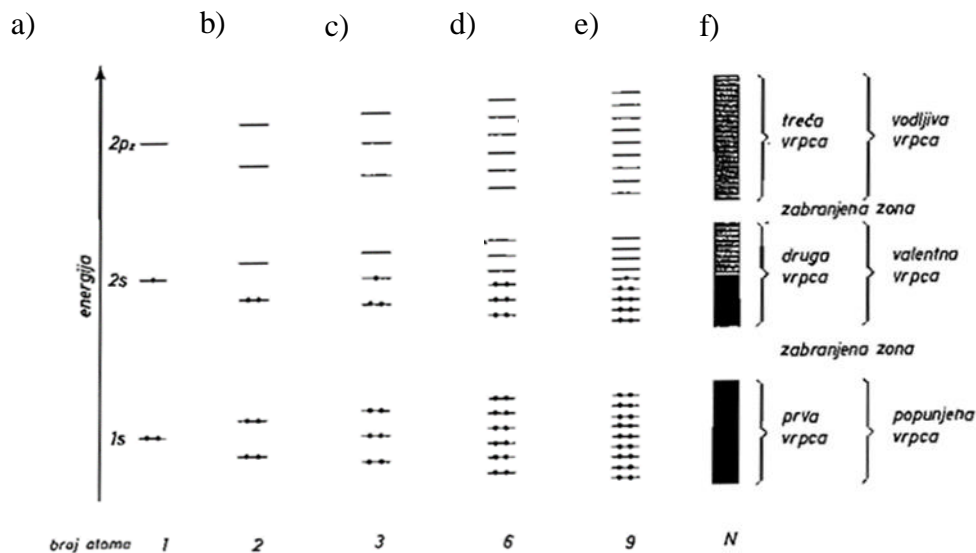 a) b) c) d) e) f)
energija
2p_z
2s
1s
treća vrpca
vodljiva vrpca
zabranjena zona
druga vrpca
valentna vrpca
zabranjena zona
prva vrpca
popunjena vrpca
broj atoma 1 2 3 6 9 N